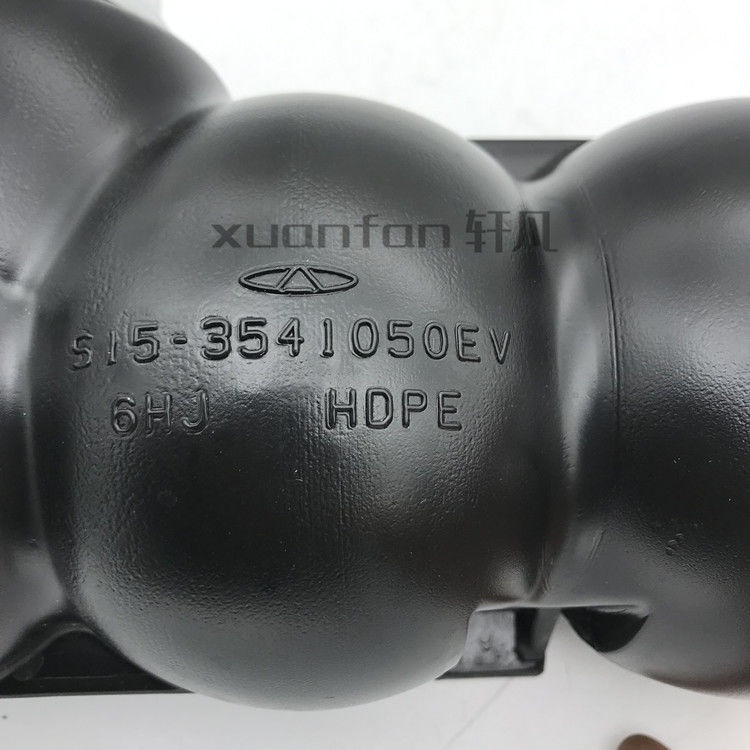 xuanfan 轩凡
S15-3541050EV
6HJ HDPE